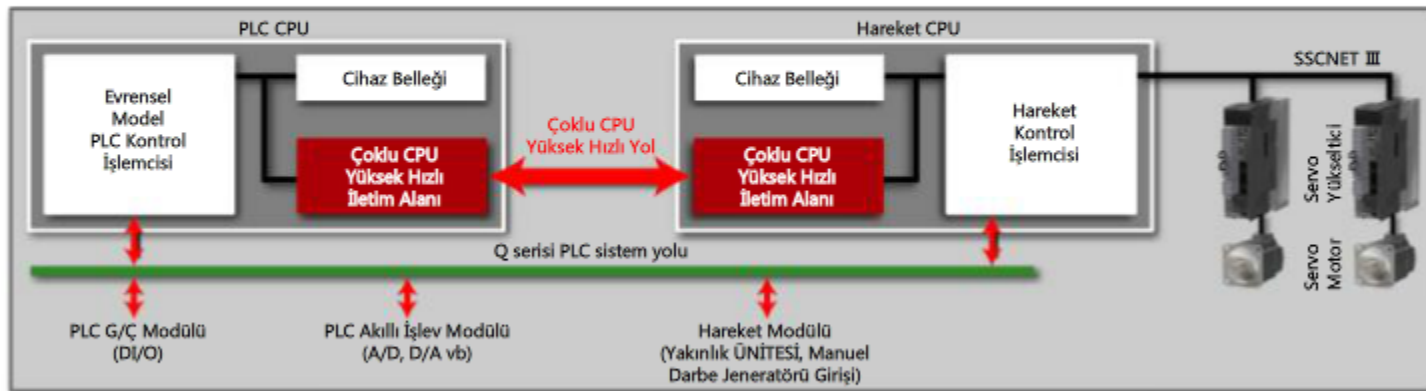 PLC CPU
Evrensel
Model
PLC Kontrol
İşlemcisi
Cihaz Belleği
Çoklu CPU
Yüksek Hızlı
İletim Alanı
Çoklu CPU
Yüksek Hızlı Yol
Hareket CPU
Cihaz Belleği
Çoklu CPU
Yüksek Hızlı
İletim Alanı
Hareket
Kontrol
İşlemcisi
SSCNET III
Servo
Yükseltici
Servo
Motor
Q serisi PLC sistem yolu
PLC G/Ç Modülü
(DI/O)
PLC Akıllı İşlev Modülü
(A/D, D/A vb)
Hareket Modülü
(Yakınlık ÜNİTESİ, Manuel
Darbe Jeneratörü Girişi)